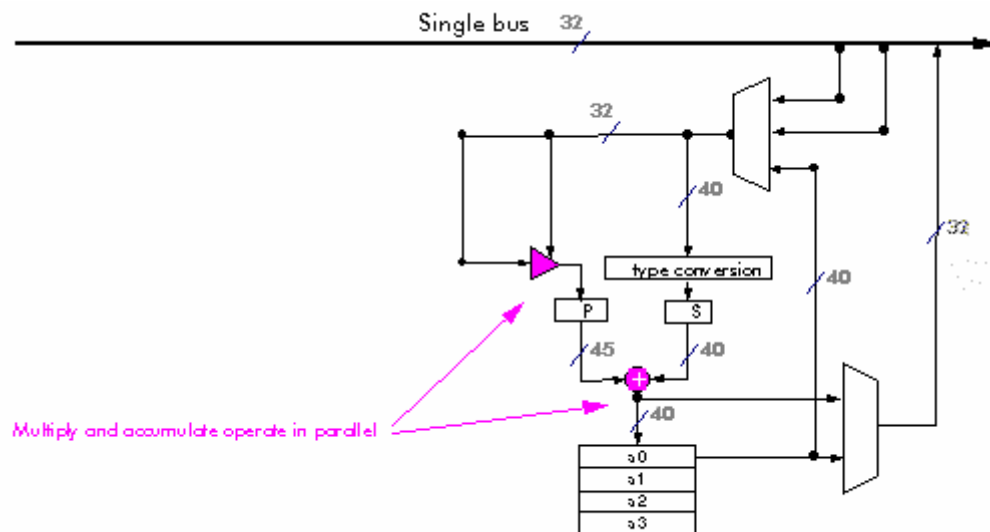 Single bus 32
32
40
type conversion
32
40
P
S
45
40
+
Multiply and accumulate operate in parallel
40
a0
a1
a2
a3